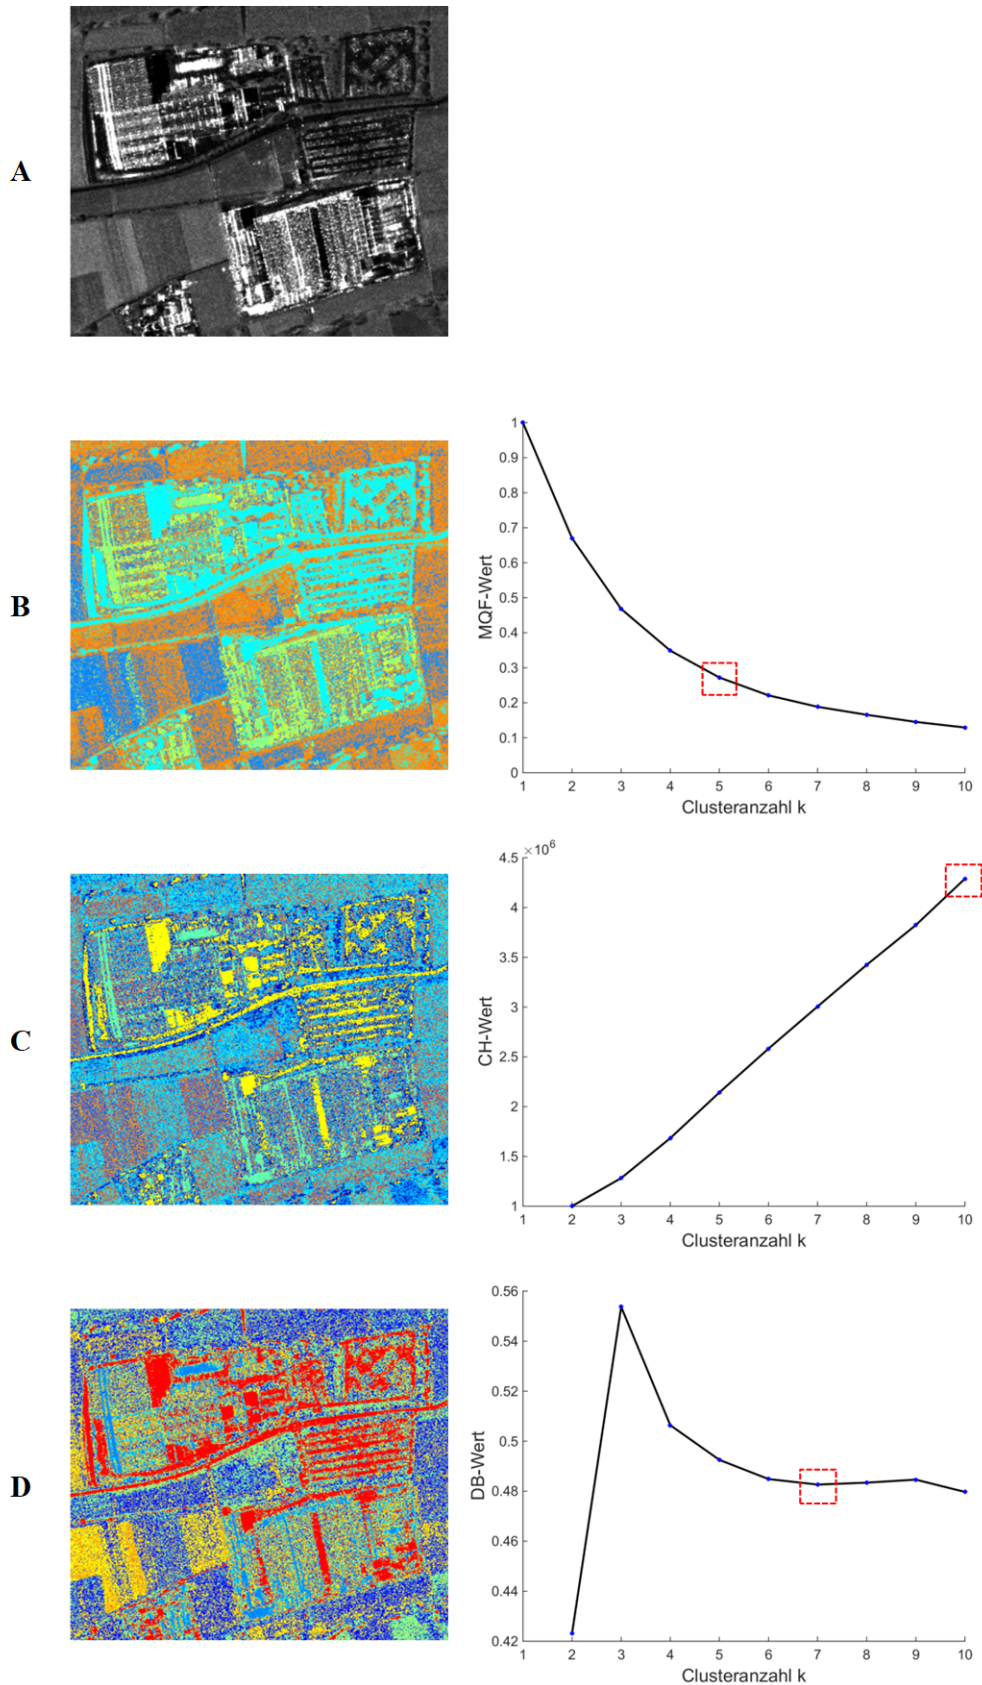 A
B
1
0.9
0.8
0.7
0.6
0.5
0.4
0.3
0.2
0.1
0
MQF-Wert
1 2 3 4 5 6 7 8 9 10
Clusteranzahl k
C
×10⁶
4.5
4
3.5
3
2.5
2
1.5
1
CH-Wert
1 2 3 4 5 6 7 8 9 10
Clusteranzahl k
D
0.56
0.54
0.52
0.5
0.48
0.46
0.44
0.42
DB-Wert
1 2 3 4 5 6 7 8 9 10
Clusteranzahl k